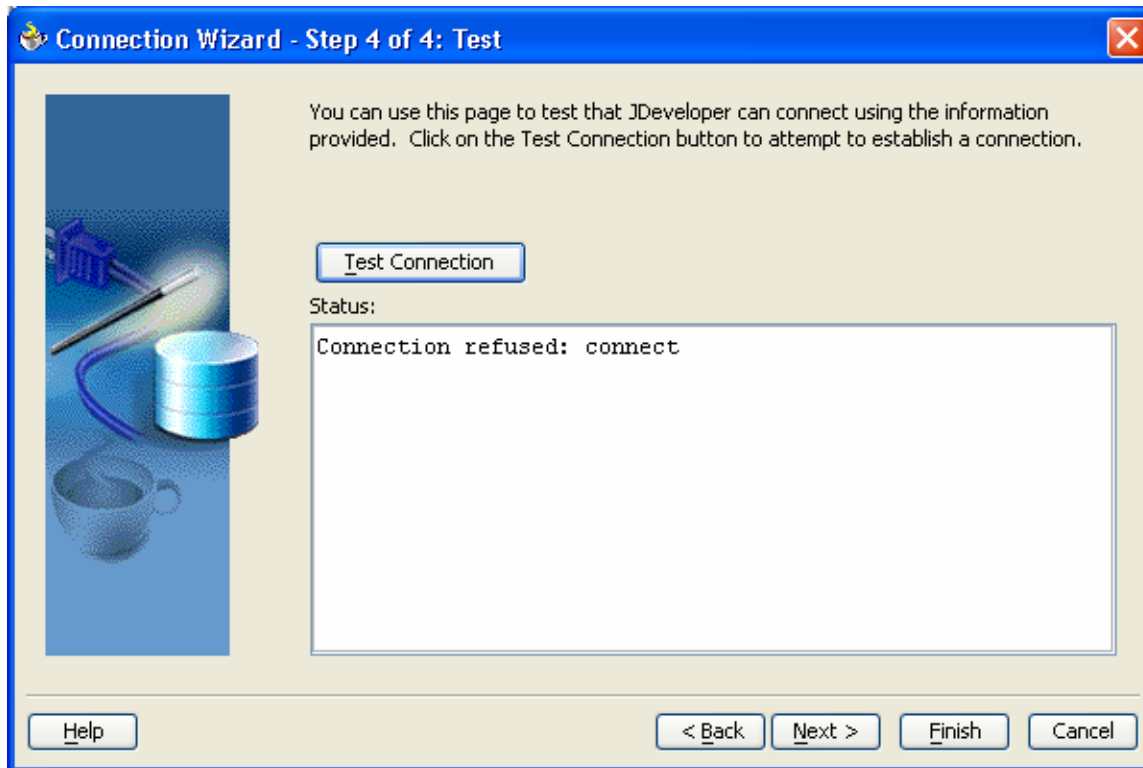 Connection Wizard - Step 4 of 4: Test
You can use this page to test that JDeveloper can connect using the information
provided.  Click on the Test Connection button to attempt to establish a connection.
Test Connection
Status:
Connection refused: connect
Help
< Back
Next >
Finish
Cancel